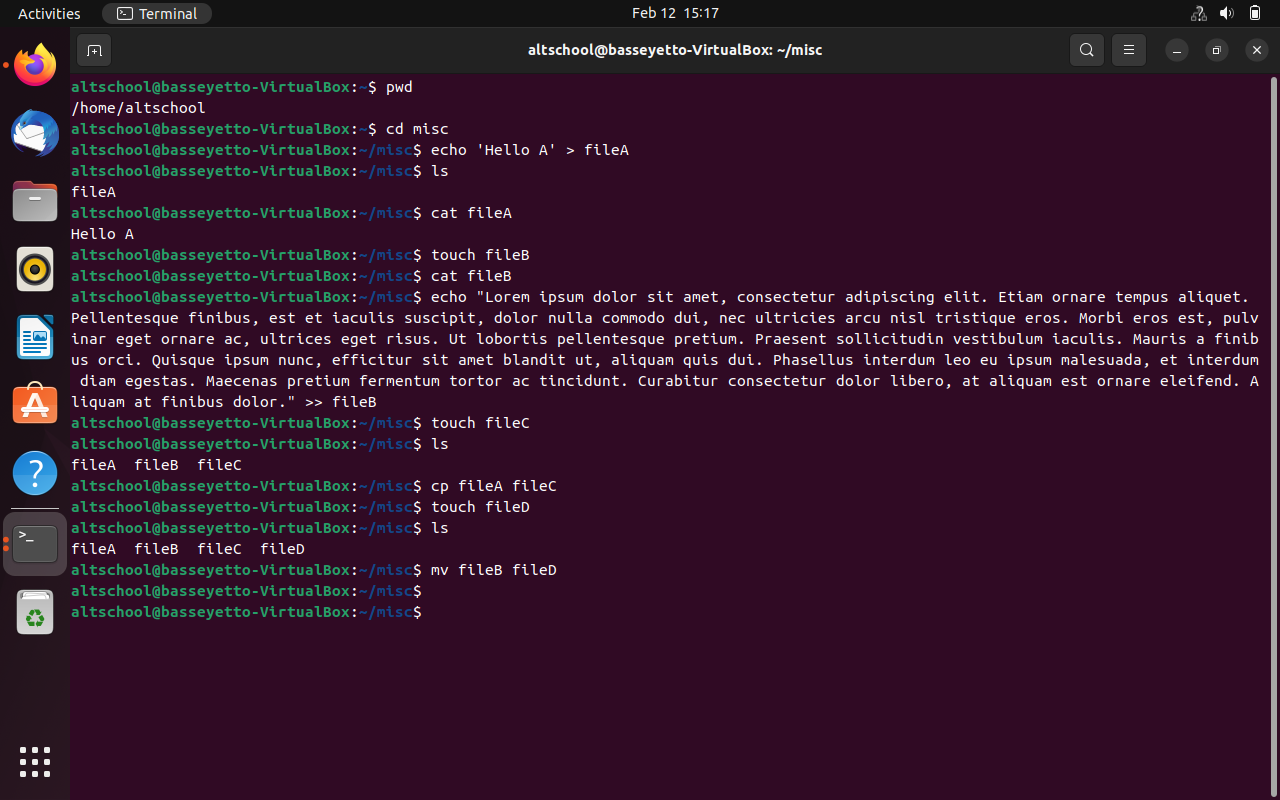 Activities
Terminal
Feb 12 15:17
altschool@basseyetto-VirtualBox: ~/misc
altschool@basseyetto-VirtualBox:~$ pwd
/home/altschool
altschool@basseyetto-VirtualBox:~$ cd misc
altschool@basseyetto-VirtualBox:~/misc$ echo 'Hello A' > fileA
altschool@basseyetto-VirtualBox:~/misc$ ls
fileA
altschool@basseyetto-VirtualBox:~/misc$ cat fileA
Hello A
altschool@basseyetto-VirtualBox:~/misc$ touch fileB
altschool@basseyetto-VirtualBox:~/misc$ cat fileB
altschool@basseyetto-VirtualBox:~/misc$ echo "Lorem ipsum dolor sit amet, consectetur adipiscing elit. Etiam ornare tempus aliquet.
Pellentesque finibus, est et iaculis suscipit, dolor nulla commodo dui, nec ultricies arcu nisl tristique eros. Morbi eros est, pulv
inar eget ornare ac, ultrices eget risus. Ut lobortis pellentesque pretium. Praesent sollicitudin vestibulum iaculis. Mauris a finib
us orci. Quisque ipsum nunc, efficitur sit amet blandit ut, aliquam quis dui. Phasellus interdum leo eu ipsum malesuada, et interdum
 diam egestas. Maecenas pretium fermentum tortor ac tincidunt. Curabitur consectetur dolor libero, at aliquam est ornare eleifend. A
liquam at finibus dolor." >> fileB
altschool@basseyetto-VirtualBox:~/misc$ touch fileC
altschool@basseyetto-VirtualBox:~/misc$ ls
fileA  fileB  fileC
altschool@basseyetto-VirtualBox:~/misc$ cp fileA fileC
altschool@basseyetto-VirtualBox:~/misc$ touch fileD
altschool@basseyetto-VirtualBox:~/misc$ ls
fileA  fileB  fileC  fileD
altschool@basseyetto-VirtualBox:~/misc$ mv fileB fileD
altschool@basseyetto-VirtualBox:~/misc$
altschool@basseyetto-VirtualBox:~/misc$